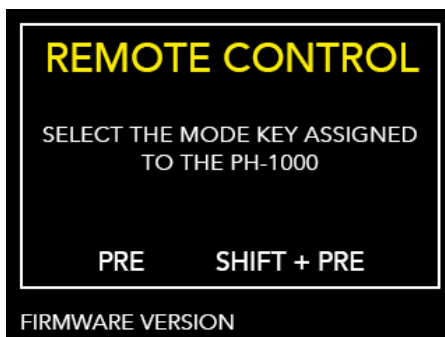 REMOTE CONTROL
SELECT THE MODE KEY ASSIGNED
TO THE PH-1000
PRE SHIFT + PRE
FIRMWARE VERSION